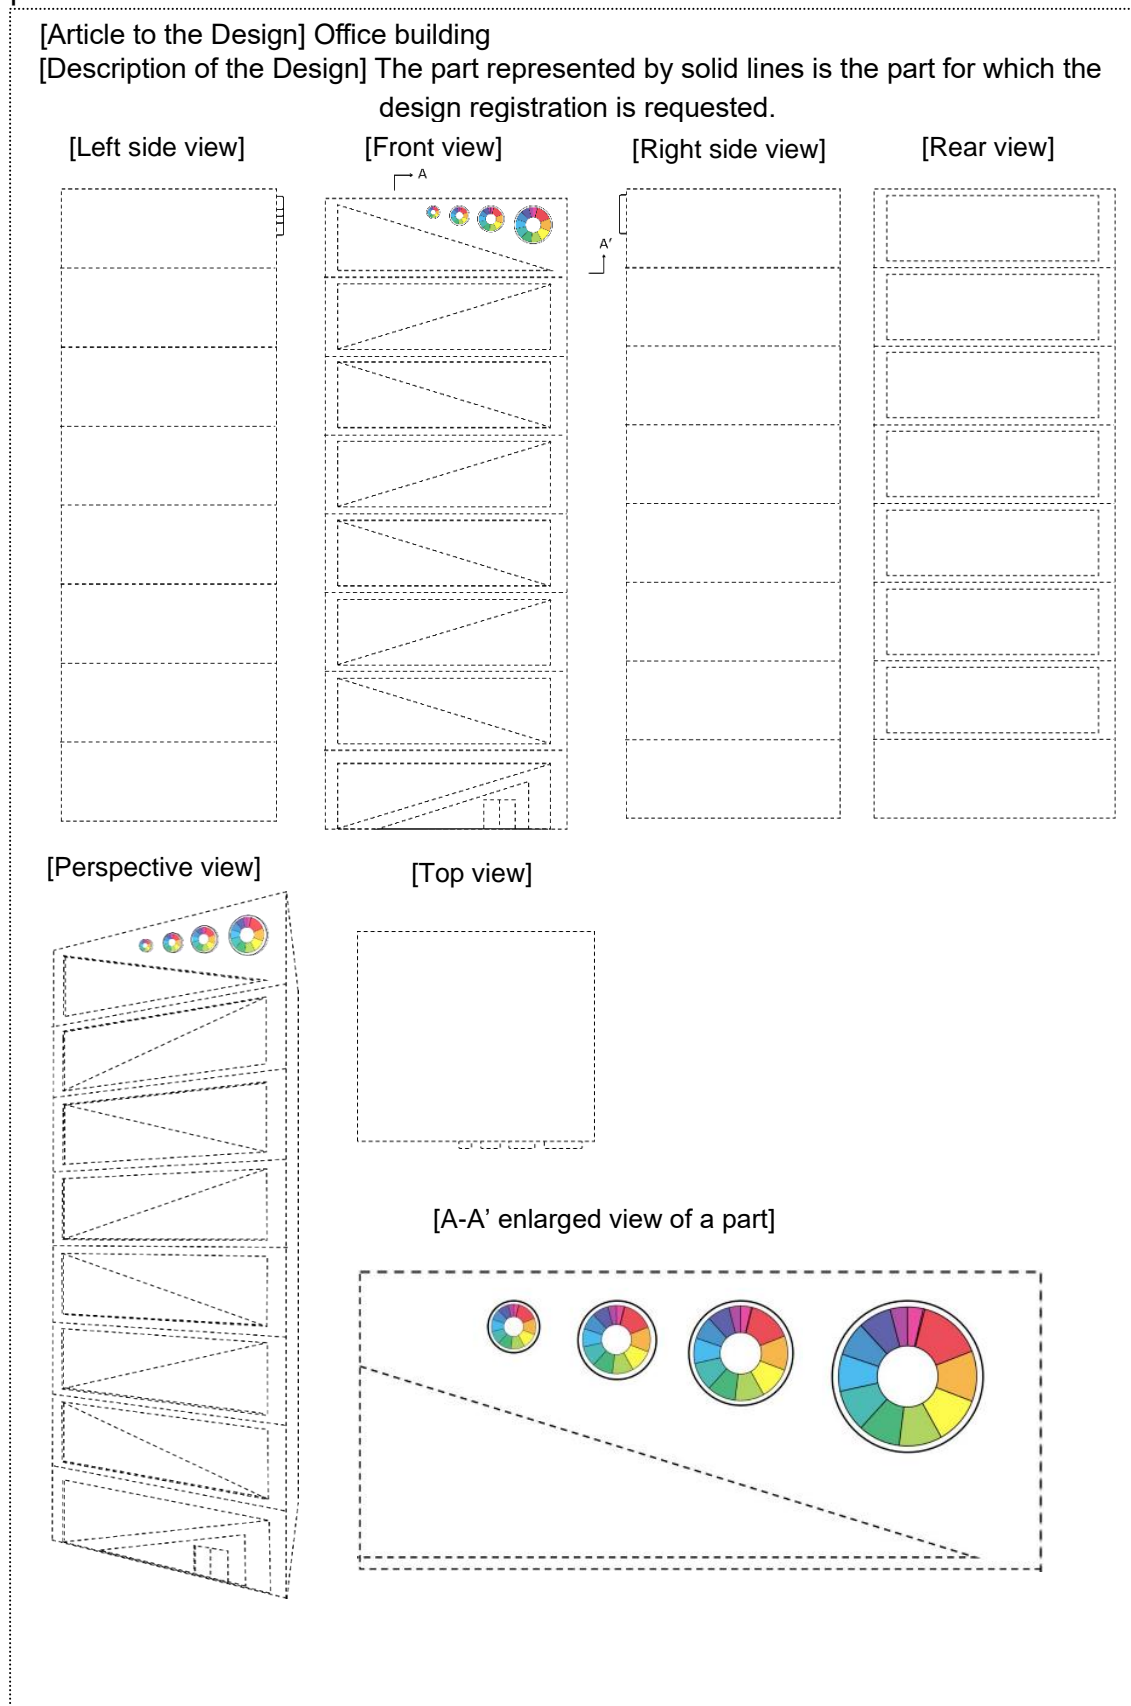 [Article to the Design] Office building
[Description of the Design] The part represented by solid lines is the part for which the
design registration is requested.
[Left side view]
[Front view]
[Right side view]
[Rear view]
A
A′
[Perspective view]
[Top view]
[A-A’ enlarged view of a part]